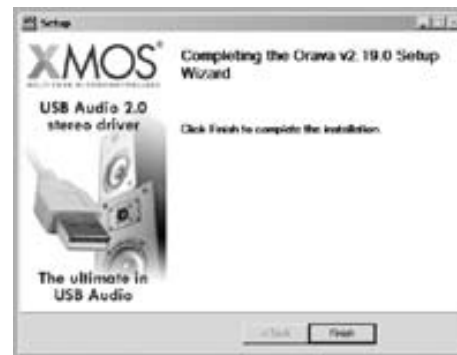 Setup
XMOS®
Completing the Orava v2.19.0 Setup
Wizard
USB Audio 2.0
stereo driver
Click Finish to complete the installation.
The ultimate in
USB Audio
< Back
Finish